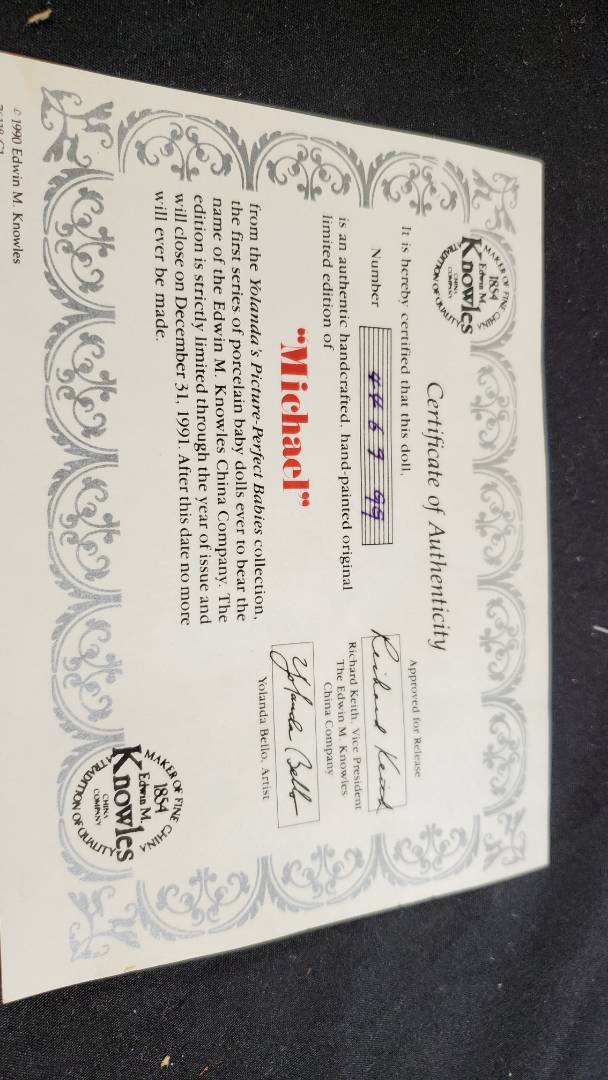 MAKER OF FINE CHINA
1854
Edwin M.
Knowles
CHINA
COMPANY
TRADITION OF QUALITY
Certificate of Authenticity
It is hereby certified that this doll,
Number
is an authentic handcrafted, hand-painted original
limited edition of
"Michael"
from the Yolanda's Picture-Perfect Babies collection,
the first series of porcelain baby dolls ever to bear the
name of the Edwin M. Knowles China Company. The
edition is strictly limited through the year of issue and
will close on December 31, 1991. After this date no more
will ever be made.
Approved for Release
Richard Keith
Richard Keith, Vice President
The Edwin M. Knowles
China Company
Yolanda Bello
Yolanda Bello, Artist
MAKER OF FINE CHINA
1854
Edwin M.
Knowles
CHINA
COMPANY
TRADITION OF QUALITY
© 1990 Edwin M. Knowles